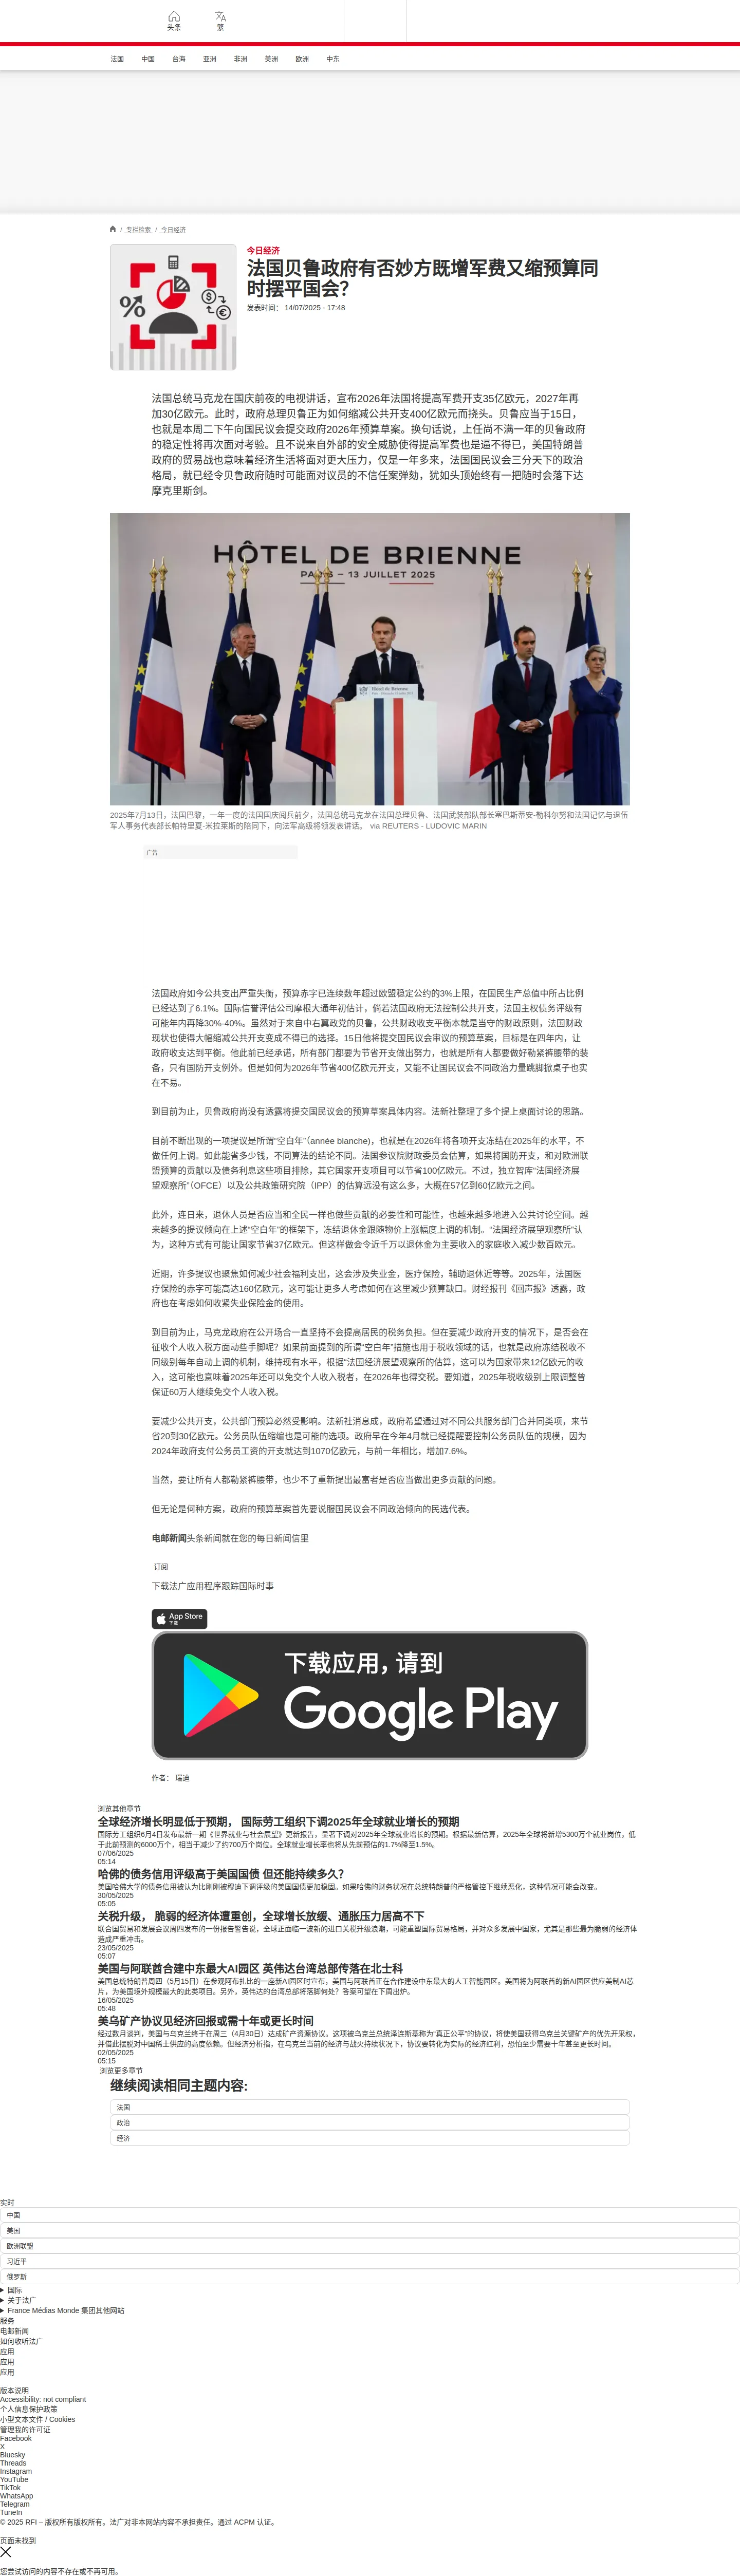 头条
繁
法国 中国 台海 亚洲 非洲 美洲 欧洲 中东
/ 专栏检索 / 今日经济
今日经济
法国贝鲁政府有否妙方既增军费又缩预算同
时摆平国会？
发表时间： 14/07/2025 - 17:48
法国总统马克龙在国庆前夜的电视讲话，宣布2026年法国将提高军费开支35亿欧元，2027年再
加30亿欧元。此时，政府总理贝鲁正为如何缩减公共开支400亿欧元而挠头。贝鲁应当于15日，
也就是本周二下午向国民议会提交政府2026年预算草案。换句话说，上任尚不满一年的贝鲁政府
的稳定性将再次面对考验。且不说来自外部的安全威胁使得提高军费也是逼不得已，美国特朗普
政府的贸易战也意味着经济生活将面对更大压力，仅是一年多来，法国国民议会三分天下的政治
格局，就已经令贝鲁政府随时可能面对议员的不信任案弹劾，犹如头顶始终有一把随时会落下达
摩克里斯剑。
HÔTEL DE BRIENNE
PARIS – 13 JUILLET 2025
Hôtel de Brienne
2025年7月13日，法国巴黎，一年一度的法国国庆阅兵前夕，法国总统马克龙在法国总理贝鲁、法国武装部队部长塞巴斯蒂安-勒科尔努和法国记忆与退伍
军人事务代表部长帕特里夏-米拉莱斯的陪同下，向法军高级将领发表讲话。 via REUTERS - LUDOVIC MARIN
广告
法国政府如今公共支出严重失衡，预算赤字已连续数年超过欧盟稳定公约的3%上限，在国民生产总值中所占比例
已经达到了6.1%。国际信誉评估公司摩根大通年初估计，倘若法国政府无法控制公共开支，法国主权债务评级有
可能年内再降30%-40%。虽然对于来自中右翼政党的贝鲁，公共财政收支平衡本就是当守的财政原则，法国财政
现状也使得大幅缩减公共开支变成不得已的选择。15日他将提交国民议会审议的预算草案，目标是在四年内，让
政府收支达到平衡。他此前已经承诺，所有部门都要为节省开支做出努力，也就是所有人都要做好勒紧裤腰带的装
备，只有国防开支例外。但是如何为2026年节省400亿欧元开支，又能不让国民议会不同政治力量跳脚掀桌子也实
在不易。
到目前为止，贝鲁政府尚没有透露将提交国民议会的预算草案具体内容。法新社整理了多个提上桌面讨论的思路。
目前不断出现的一项提议是所谓“空白年”（année blanche)，也就是在2026年将各项开支冻结在2025年的水平，不
做任何上调。如此能省多少钱，不同算法的结论不同。法国参议院财政委员会估算，如果将国防开支，和对欧洲联
盟预算的贡献以及债务利息这些项目排除，其它国家开支项目可以节省100亿欧元。不过，独立智库“法国经济展
望观察所”（OFCE）以及公共政策研究院（IPP）的估算远没有这么多，大概在57亿到60亿欧元之间。
此外，连日来，退休人员是否应当和全民一样也做些贡献的必要性和可能性，也越来越多地进入公共讨论空间。越
来越多的提议倾向在上述“空白年”的框架下，冻结退休金跟随物价上涨幅度上调的机制。“法国经济展望观察所”认
为，这种方式有可能让国家节省37亿欧元。但这样做会令近千万以退休金为主要收入的家庭收入减少数百欧元。
近期，许多提议也聚焦如何减少社会福利支出，这会涉及失业金，医疗保险，辅助退休近等等。2025年，法国医
疗保险的赤字可能高达160亿欧元，这可能让更多人考虑如何在这里减少预算缺口。财经报刊《回声报》透露，政
府也在考虑如何收紧失业保险金的使用。
到目前为止，马克龙政府在公开场合一直坚持不会提高居民的税务负担。但在要减少政府开支的情况下，是否会在
征收个人收入税方面动些手脚呢？如果前面提到的所谓“空白年”措施也用于税收领域的话，也就是政府冻结税收不
同级别每年自动上调的机制，维持现有水平，根据“法国经济展望观察所的估算，这可以为国家带来12亿欧元的收
入，这可能也意味着2025年还可以免交个人收入税者，在2026年也得交税。要知道，2025年税收级别上限调整曾
保证60万人继续免交个人收入税。
要减少公共开支，公共部门预算必然受影响。法新社消息成，政府希望通过对不同公共服务部门合并同类项，来节
省20到30亿欧元。公务员队伍缩编也是可能的选项。政府早在今年4月就已经提醒要控制公务员队伍的规模，因为
2024年政府支付公务员工资的开支就达到1070亿欧元，与前一年相比，增加7.6%。
当然，要让所有人都勒紧裤腰带，也少不了重新提出最富者是否应当做出更多贡献的问题。
但无论是何种方案，政府的预算草案首先要说服国民议会不同政治倾向的民选代表。
电邮新闻头条新闻就在您的每日新闻信里
订阅
下载法广应用程序跟踪国际时事
App Store
下载
下载应用，请到
Google Play
作者： 瑞迪
浏览其他章节
全球经济增长明显低于预期， 国际劳工组织下调2025年全球就业增长的预期
国际劳工组织6月4日发布最新一期《世界就业与社会展望》更新报告，显著下调对2025年全球就业增长的预期。根据最新估算，2025年全球将新增5300万个就业岗位，低
于此前预测的6000万个，相当于减少了约700万个岗位。全球就业增长率也将从先前预估的1.7%降至1.5%。
07/06/2025
05:14
哈佛的债务信用评级高于美国国债 但还能持续多久？
美国哈佛大学的债务信用被认为比刚刚被穆迪下调评级的美国国债更加稳固。如果哈佛的财务状况在总统特朗普的严格管控下继续恶化，这种情况可能会改变。
30/05/2025
05:05
关税升级， 脆弱的经济体遭重创，全球增长放缓、通胀压力居高不下
联合国贸易和发展会议周四发布的一份报告警告说，全球正面临一波新的进口关税升级浪潮，可能重塑国际贸易格局，并对众多发展中国家，尤其是那些最为脆弱的经济体
造成严重冲击。
23/05/2025
05:07
美国与阿联酋合建中东最大AI园区 英伟达台湾总部传落在北士科
美国总统特朗普周四（5月15日）在参观阿布扎比的一座新AI园区时宣布，美国与阿联酋正在合作建设中东最大的人工智能园区。美国将为阿联酋的新AI园区供应美制AI芯
片，为美国境外规模最大的此类项目。另外，英伟达的台湾总部将落脚何处？答案可望在下周出炉。
16/05/2025
05:48
美乌矿产协议见经济回报或需十年或更长时间
经过数月谈判，美国与乌克兰终于在周三（4月30日）达成矿产资源协议。这项被乌克兰总统泽连斯基称为“真正公平”的协议，将使美国获得乌克兰关键矿产的优先开采权，
并借此摆脱对中国稀土供应的高度依赖。但经济分析指，在乌克兰当前的经济与战火持续状况下，协议要转化为实际的经济红利，恐怕至少需要十年甚至更长时间。
02/05/2025
05:15
浏览更多章节
继续阅读相同主题内容:
法国
政治
经济
实时
中国
美国
欧洲联盟
习近平
俄罗斯
国际
关于法广
France Médias Monde 集团其他网站
服务
电邮新闻
如何收听法广
应用
应用
应用
版本说明
Accessibility: not compliant
个人信息保护政策
小型文本文件 / Cookies
管理我的许可证
Facebook
X
Bluesky
Threads
Instagram
YouTube
TikTok
WhatsApp
Telegram
TuneIn
© 2025 RFI – 版权所有版权所有。法广对非本网站内容不承担责任。通过 ACPM 认证。
页面未找到
您尝试访问的内容不存在或不再可用。